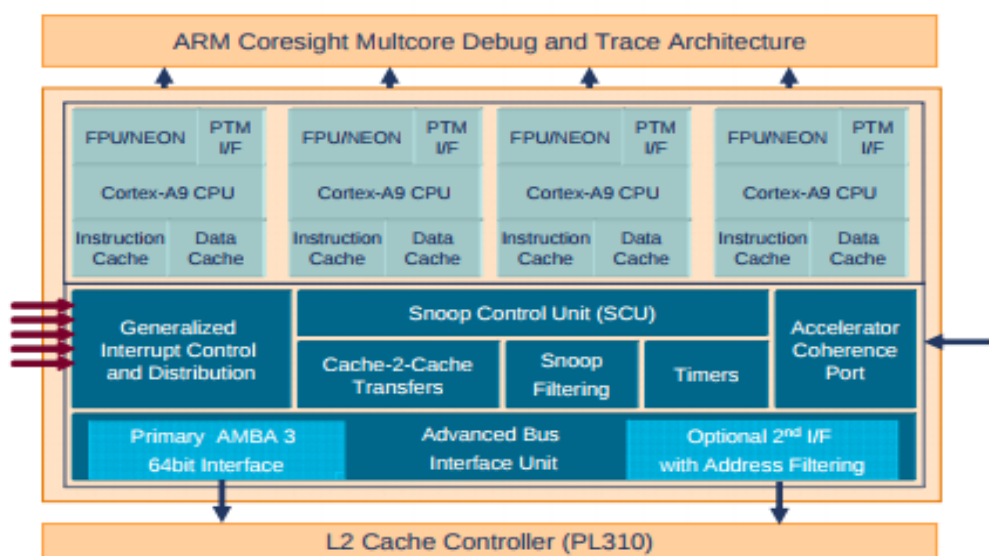 ARM Coresight Multcore Debug and Trace Architecture
FPU/NEON
PTM
I/F
Cortex-A9 CPU
Instruction
Cache
Data
Cache
FPU/NEON
PTM
I/F
Cortex-A9 CPU
Instruction
Cache
Data
Cache
FPU/NEON
PTM
I/F
Cortex-A9 CPU
Instruction
Cache
Data
Cache
FPU/NEON
PTM
I/F
Cortex-A9 CPU
Instruction
Cache
Data
Cache
Generalized
Interrupt Control
and Distribution
Snoop Control Unit (SCU)
Cache-2-Cache
Transfers
Snoop
Filtering
Timers
Accelerator
Coherence
Port
Primary AMBA 3
64bit Interface
Advanced Bus
Interface Unit
Optional 2nd I/F
with Address Filtering
L2 Cache Controller (PL310)